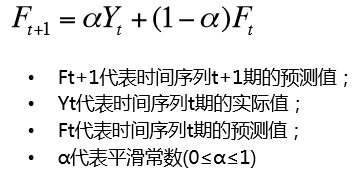 F_{t+1} = αY_t + (1-α)F_t
• Ft+1代表时间序列t+1期的预测值；
• Yt代表时间序列t期的实际值；
• Ft代表时间序列t期的预测值；
• α代表平滑常数(0≤α≤1)